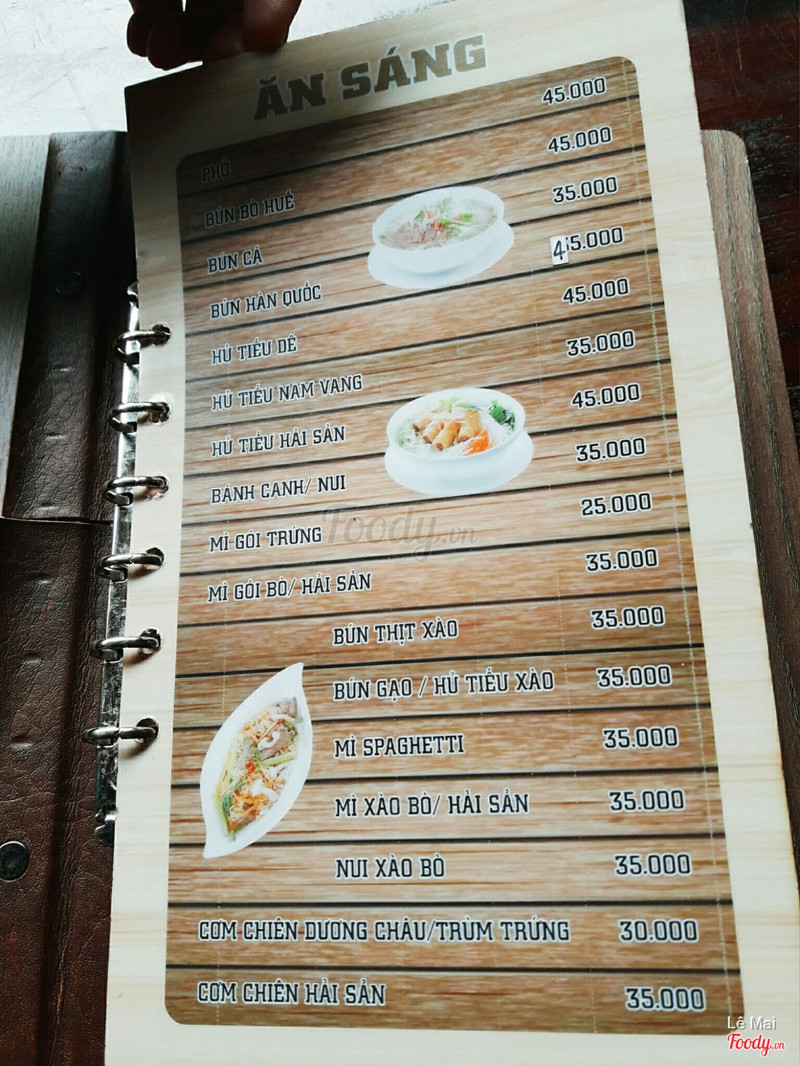 ĂN SÁNG
PHỞ 45.000
BÚN BÒ HUẾ 45.000
BÚN CÁ 35.000
BÚN HÀN QUỐC 45.000
HỦ TIẾU DÊ 45.000
HỦ TIẾU NAM VANG 35.000
HỦ TIẾU HẢI SẢN 45.000
BÁNH CANH/ NUI 35.000
MÌ GÓI TRỨNG 25.000
MÌ GÓI BÒ/ HẢI SẢN 35.000
BÚN THỊT XÀO 35.000
BÚN GẠO / HỦ TIẾU XÀO 35.000
MÌ SPAGHETTI 35.000
MÌ XÀO BÒ/ HẢI SẢN 35.000
NUI XÀO BÒ 35.000
CƠM CHIÊN DƯƠNG CHÂU/TRÙM TRỨNG 30.000
CƠM CHIÊN HẢI SẢN 35.000
Foody.vn
Lê Mai
Foody.vn